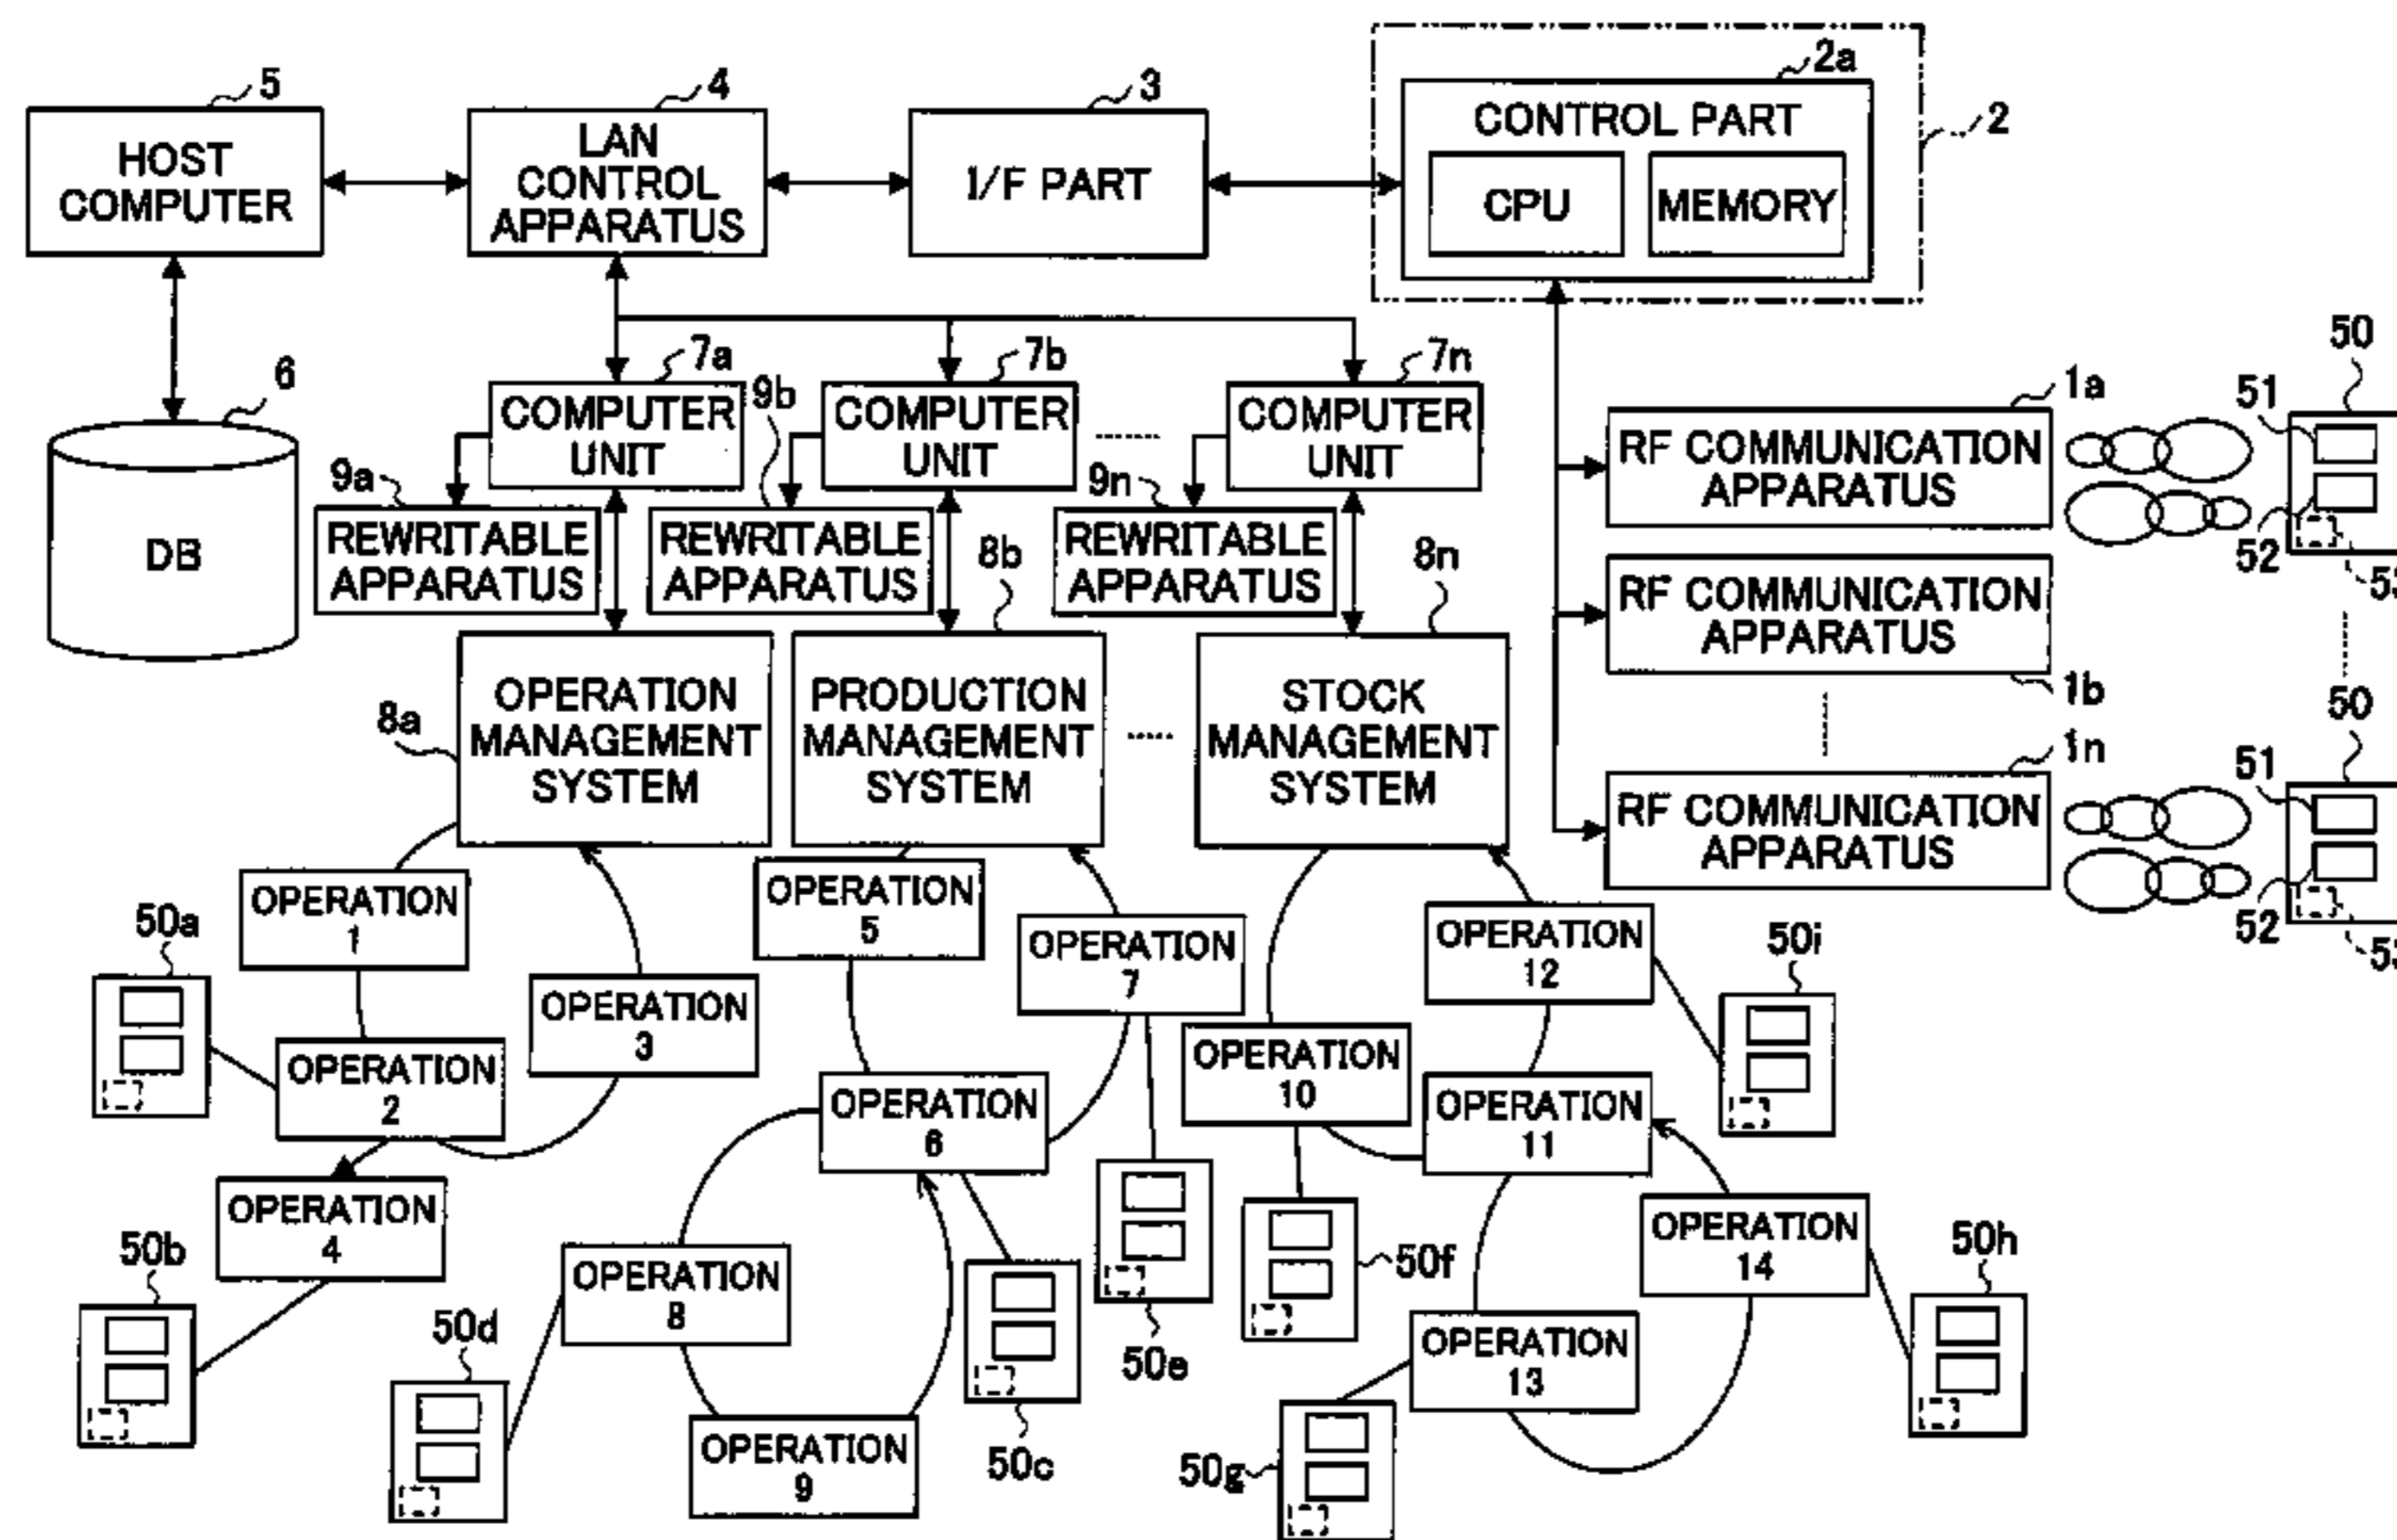 5
4
3
2a
2
HOST
COMPUTER
LAN
CONTROL
APPARATUS
I/F PART
CONTROL PART
CPU
MEMORY
6
DB
7a
7b
7n
COMPUTER
UNIT
COMPUTER
UNIT
COMPUTER
UNIT
9a
9b
9n
REWRITABLE
APPARATUS
REWRITABLE
APPARATUS
REWRITABLE
APPARATUS
8a
8b
8n
OPERATION
MANAGEMENT
SYSTEM
PRODUCTION
MANAGEMENT
SYSTEM
STOCK
MANAGEMENT
SYSTEM
1a
RF COMMUNICATION
APPARATUS
RF COMMUNICATION
APPARATUS
1b
1n
RF COMMUNICATION
APPARATUS
50
51
52
50
51
52
OPERATION
1
50a
OPERATION
2
OPERATION
3
OPERATION
4
50b
OPERATION
5
OPERATION
6
OPERATION
7
OPERATION
8
50d
OPERATION
9
50c
50e
OPERATION
10
50f
OPERATION
11
OPERATION
12
50i
OPERATION
13
50g
OPERATION
14
50h